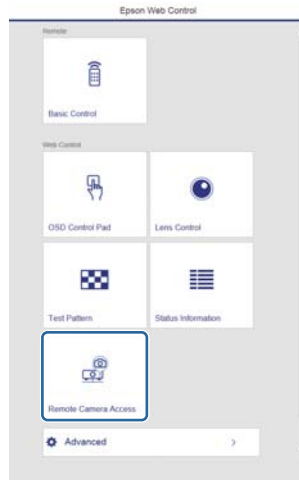 Epson Web Control
Remote
Basic Control
Web Control
OSD Control Pad
Lens Control
Test Pattern
Status Information
Remote Camera Access
Advanced